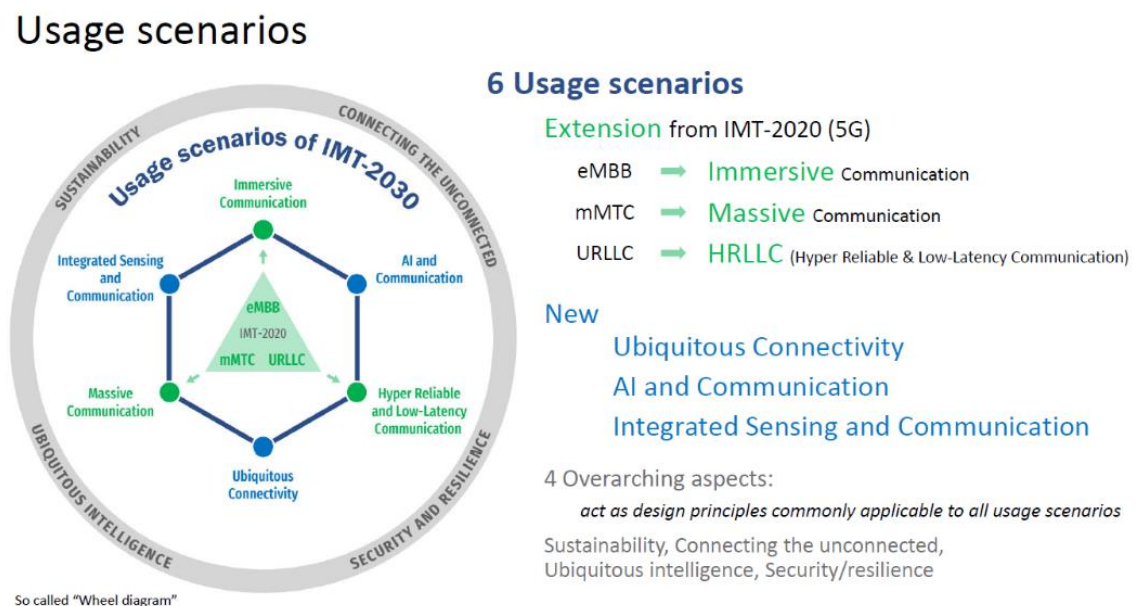 Usage scenarios
SUSTAINABILITY
CONNECTING THE UNCONNECTED
UBIQUITOUS INTELLIGENCE
SECURITY AND RESILIENCE
Usage scenarios of IMT-2030
Immersive
Communication
Integrated Sensing
and
Communication
AI and
Communication
eMBB
IMT-2020
mMTC URLLC
Massive
Communication
Hyper Reliable
and Low-Latency
Communication
Ubiquitous
Connectivity
So called “Wheel diagram”
6 Usage scenarios
Extension from IMT-2020 (5G)
eMBB ➡ Immersive Communication
mMTC ➡ Massive Communication
URLLC ➡ HRLLC (Hyper Reliable & Low-Latency Communication)
New
Ubiquitous Connectivity
AI and Communication
Integrated Sensing and Communication
4 Overarching aspects:
act as design principles commonly applicable to all usage scenarios
Sustainability, Connecting the unconnected,
Ubiquitous intelligence, Security/resilience